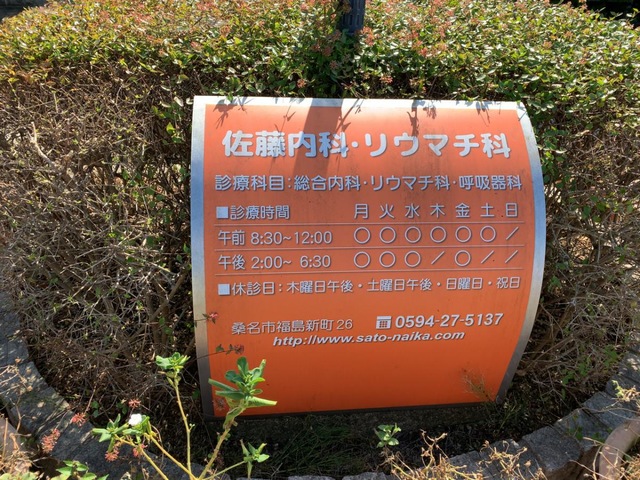 佐藤内科・リウマチ科
診療科目：総合内科・リウマチ科・呼吸器科
■診療時間 月 火 水 木 金 土 日
午前 8:30～12:00 ○ ○ ○ ○ ○ ○ ／
午後 2:00～ 6:30 ○ ○ ○ ／ ○ ／ ／
■休診日：木曜日午後・土曜日午後・日曜日・祝日
桑名市福島新町26 ☎0594-27-5137
http://www.sato-naika.com